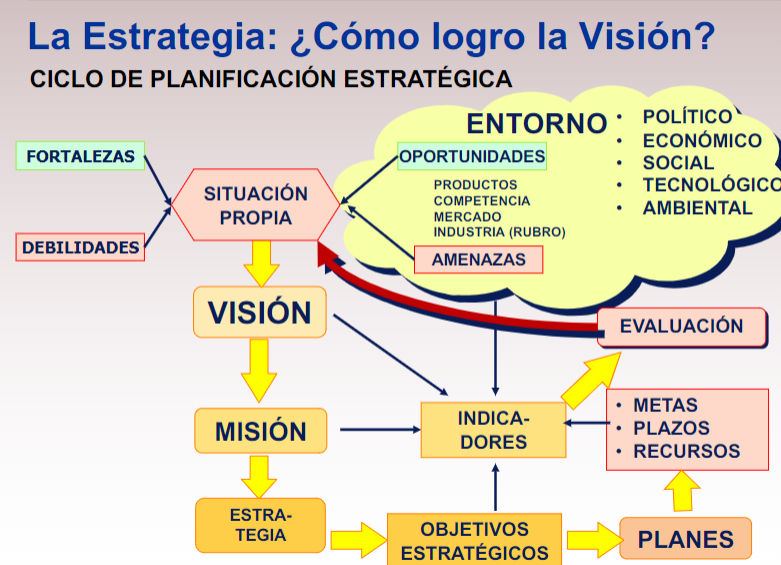 La Estrategia: ¿Cómo logro la Visión?
CICLO DE PLANIFICACIÓN ESTRATÉGICA
ENTORNO
• POLÍTICO
• ECONÓMICO
• SOCIAL
• TECNOLÓGICO
• AMBIENTAL
FORTALEZAS
DEBILIDADES
SITUACIÓN
PROPIA
OPORTUNIDADES
PRODUCTOS
COMPETENCIA
MERCADO
INDUSTRIA (RUBRO)
AMENAZAS
VISIÓN
EVALUACIÓN
MISIÓN
INDICA-
DORES
• METAS
• PLAZOS
• RECURSOS
ESTRA-
TEGIA
OBJETIVOS
ESTRATÉGICOS
PLANES